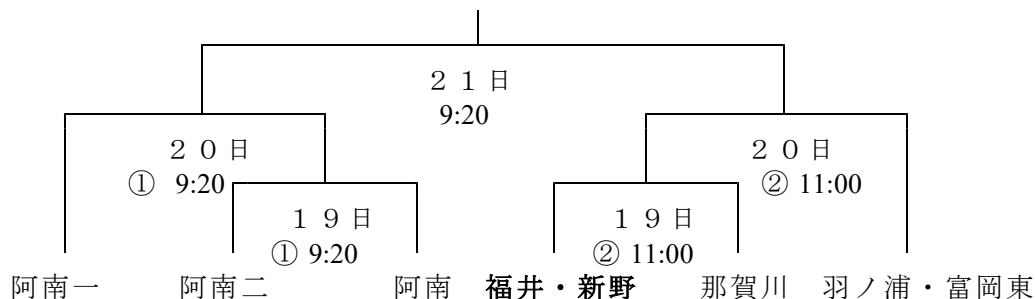 ２１日
9:20
２０日 ２０日
① 9:20 ② 11:00
１９日 １９日
① 9:20 ② 11:00
阿南一 阿南二 阿南 福井・新野 那賀川 羽ノ浦・富岡東